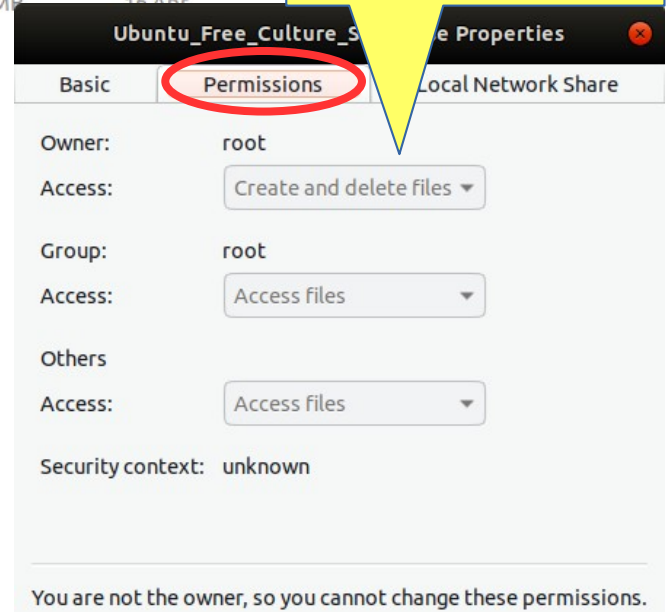 Ubuntu_Free_Culture_S e Properties
Basic Permissions Local Network Share
Owner: root
Access: Create and delete files
Group: root
Access: Access files
Others
Access: Access files
Security context: unknown
You are not the owner, so you cannot change these permissions.